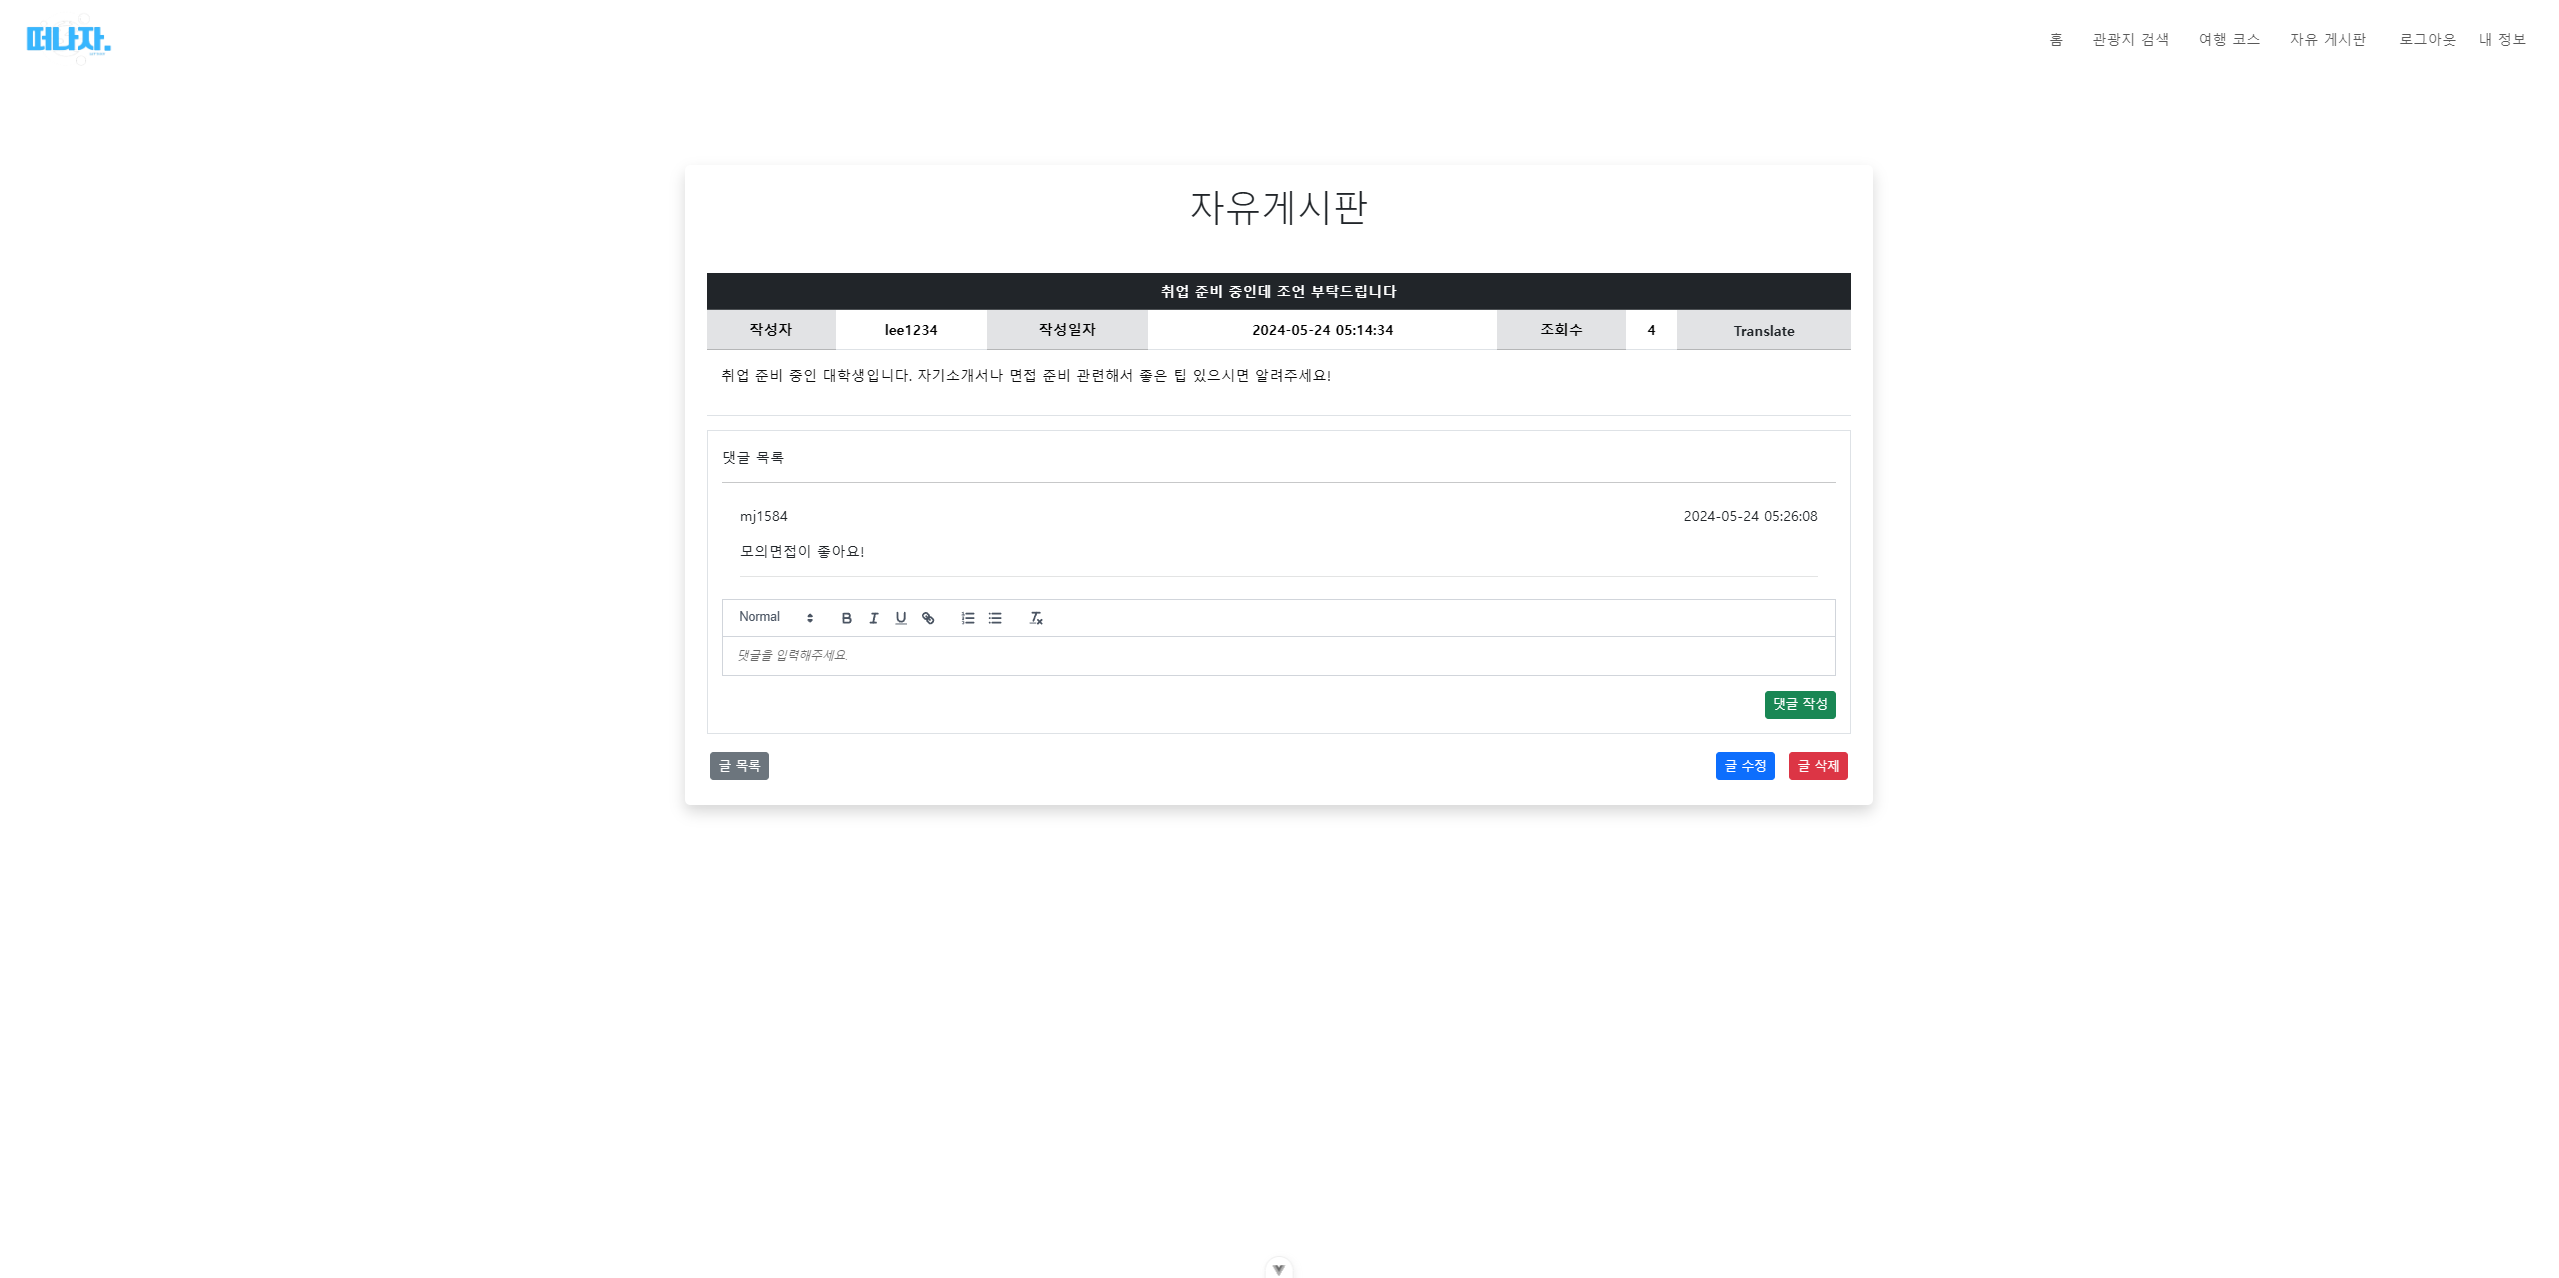 떠나자.
홈 관광지 검색 여행 코스 자유 게시판 로그아웃 내 정보
자유게시판
취업 준비 중인데 조언 부탁드립니다
작성자 lee1234 작성일자 2024-05-24 05:14:34 조회수 4 Translate
취업 준비 중인 대학생입니다. 자기소개서나 면접 준비 관련해서 좋은 팁 있으시면 알려주세요!
댓글 목록
mj1584 2024-05-24 05:26:08
모의면접이 좋아요!
Normal
댓글을 입력해주세요.
댓글 작성
글 목록 글 수정 글 삭제